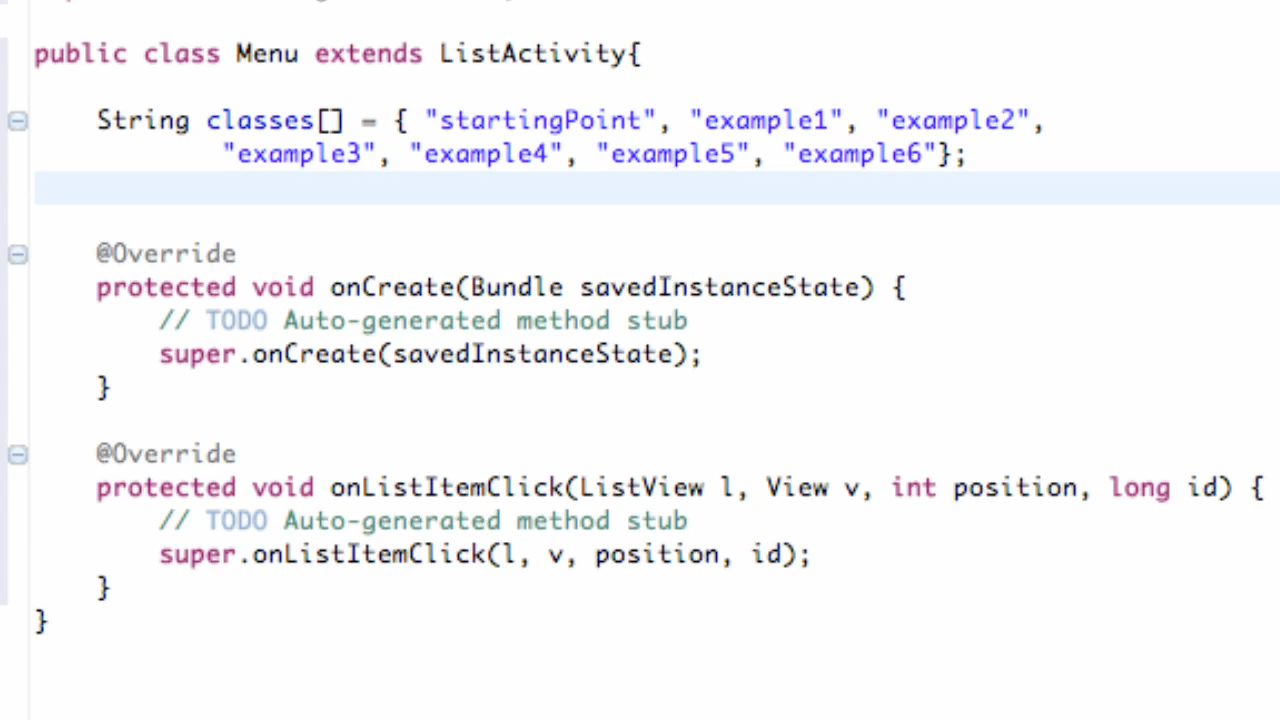 public class Menu extends ListActivity{
String classes[] = { "startingPoint", "example1", "example2",
"example3", "example4", "example5", "example6"};
@Override
protected void onCreate(Bundle savedInstanceState) {
// TODO Auto-generated method stub
super.onCreate(savedInstanceState);
}
@Override
protected void onListItemClick(ListView l, View v, int position, long id) {
// TODO Auto-generated method stub
super.onListItemClick(l, v, position, id);
}
}